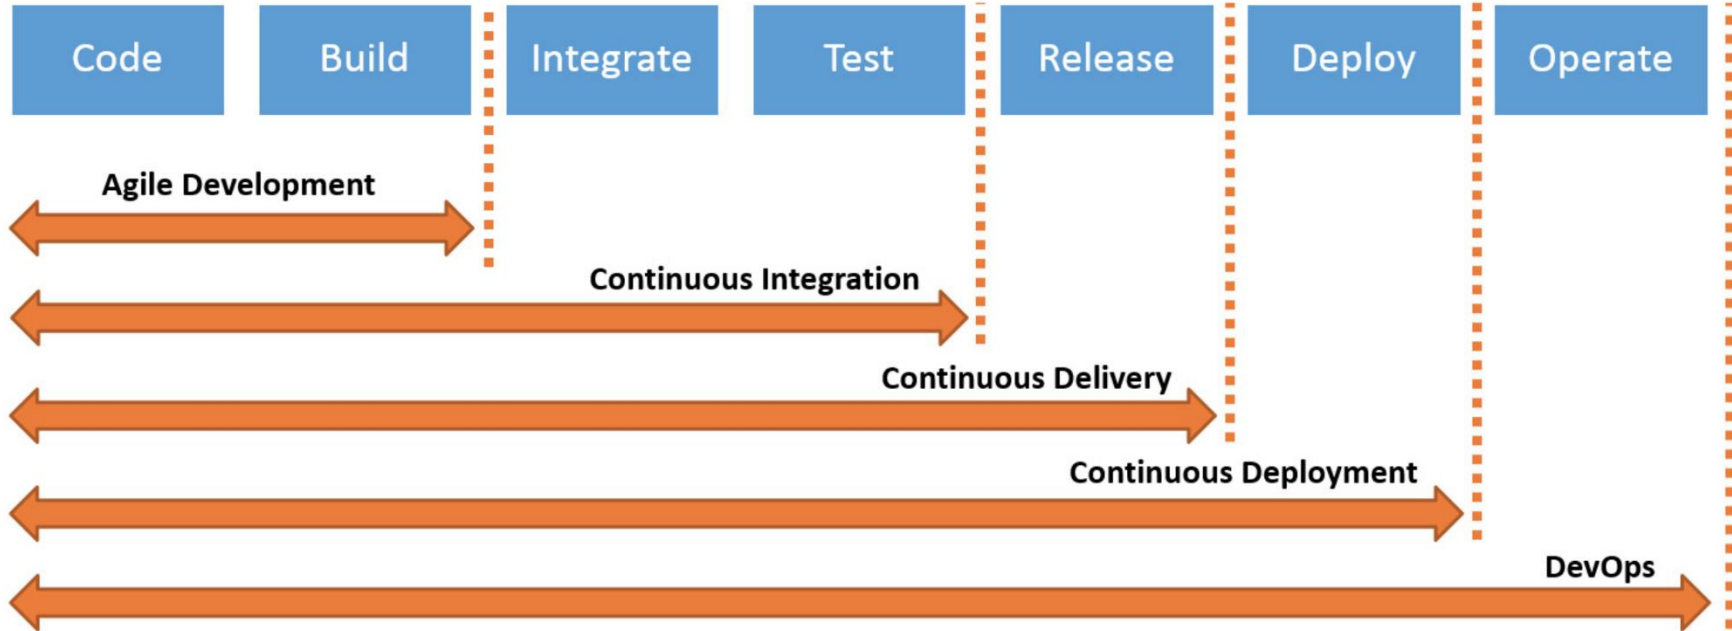 Code
Build
Integrate
Test
Release
Deploy
Operate
Agile Development
Continuous Integration
Continuous Delivery
Continuous Deployment
DevOps